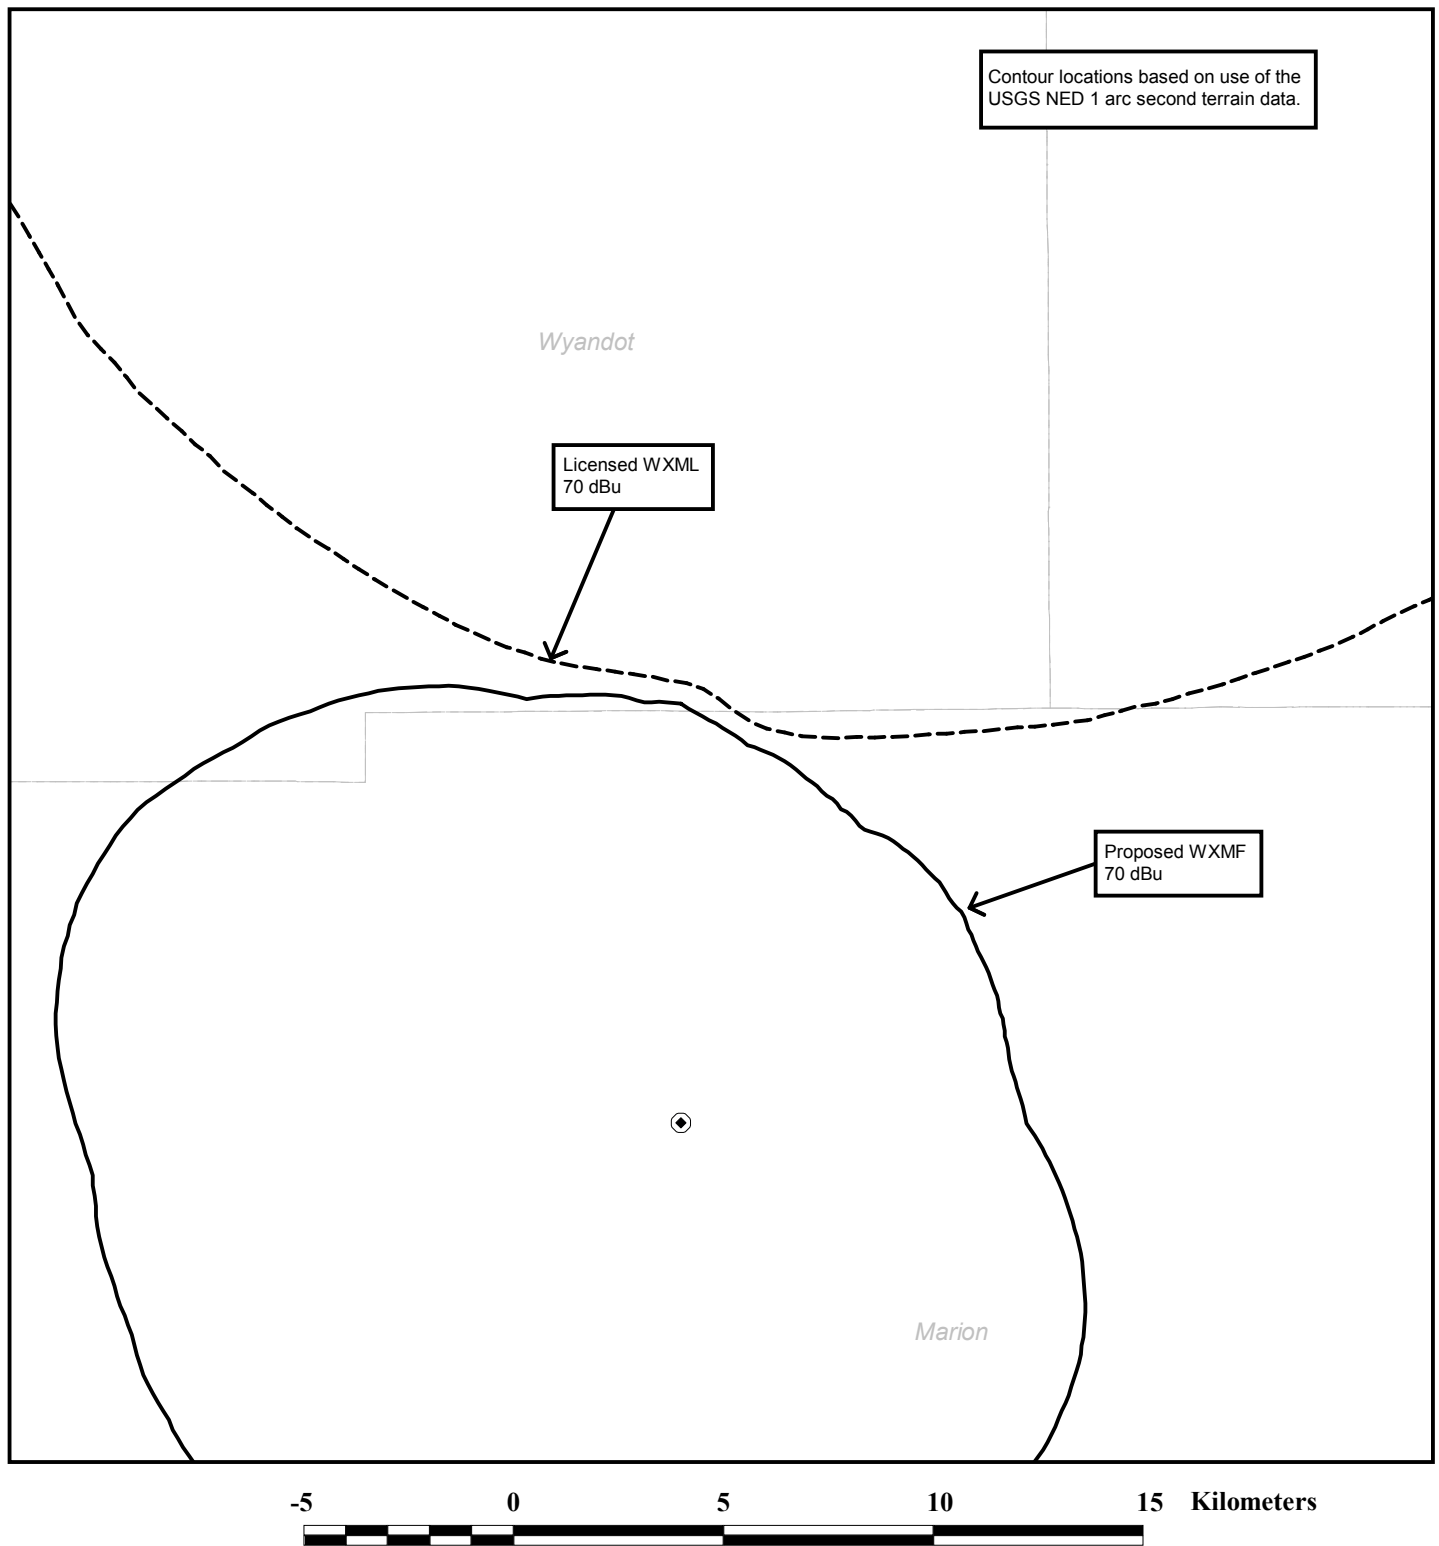 Contour locations based on use of the
USGS NED 1 arc second terrain data.
Wyandot
Licensed WXML
70 dBu
Proposed WXMF
70 dBu
Marion
-5 0 5 10 15 Kilometers